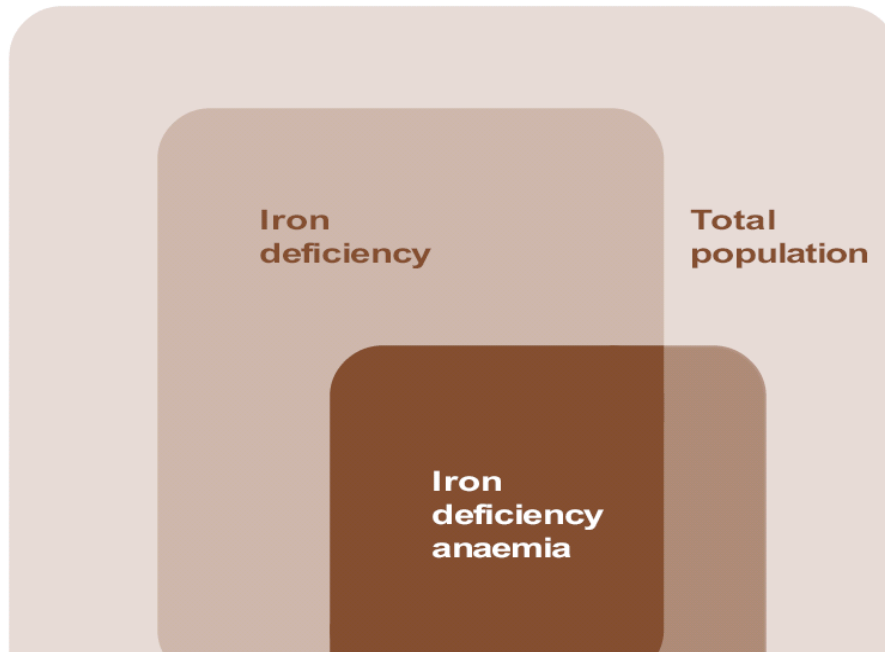 Iron
deficiency
Total
population
Iron
deficiency
anaemia